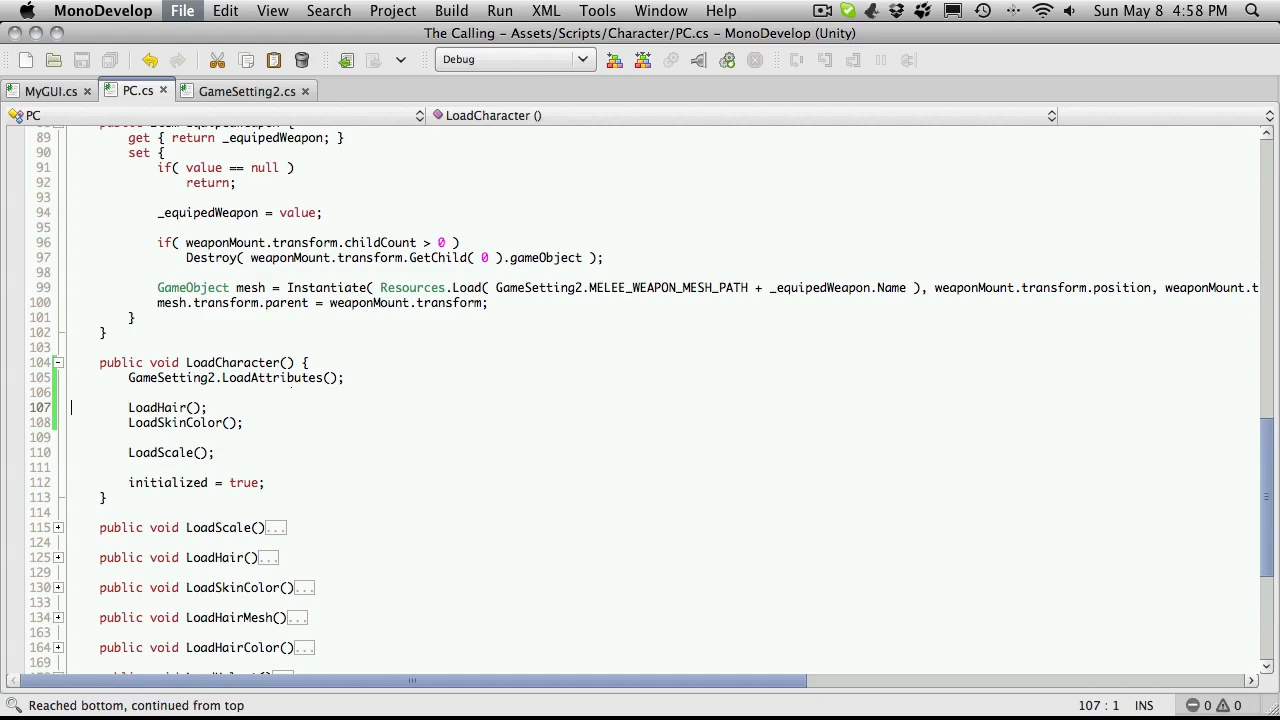 MonoDevelop File Edit View Search Project Build Run XML Tools Window Help Sun May 8 4:58 PM
The Calling - Assets/Scripts/Character/PC.cs - MonoDevelop (Unity)
Debug
MyGUI.cs PC.cs GameSetting2.cs
PC LoadCharacter ()
89 get { return _equipedWeapon; }
90 set {
91 if( value == null )
92 return;
93
94 _equipedWeapon = value;
95
96 if( weaponMount.transform.childCount > 0 )
97 Destroy( weaponMount.transform.GetChild( 0 ).gameObject );
98
99 GameObject mesh = Instantiate( Resources.Load( GameSetting2.MELEE_WEAPON_MESH_PATH + _equipedWeapon.Name ), weaponMount.transform.position, weaponMount.t
100 mesh.transform.parent = weaponMount.transform;
101 }
102 }
103
104 public void LoadCharacter() {
105 GameSetting2.LoadAttributes();
106
107 LoadHair();
108 LoadSkinColor();
109
110 LoadScale();
111
112 initialized = true;
113 }
114
115 public void LoadScale()...
124
125 public void LoadHair()...
129
130 public void LoadSkinColor()...
133
134 public void LoadHairMesh()...
163
164 public void LoadHairColor()...
169
Reached bottom, continued from top 107 : 1 INS 0 0